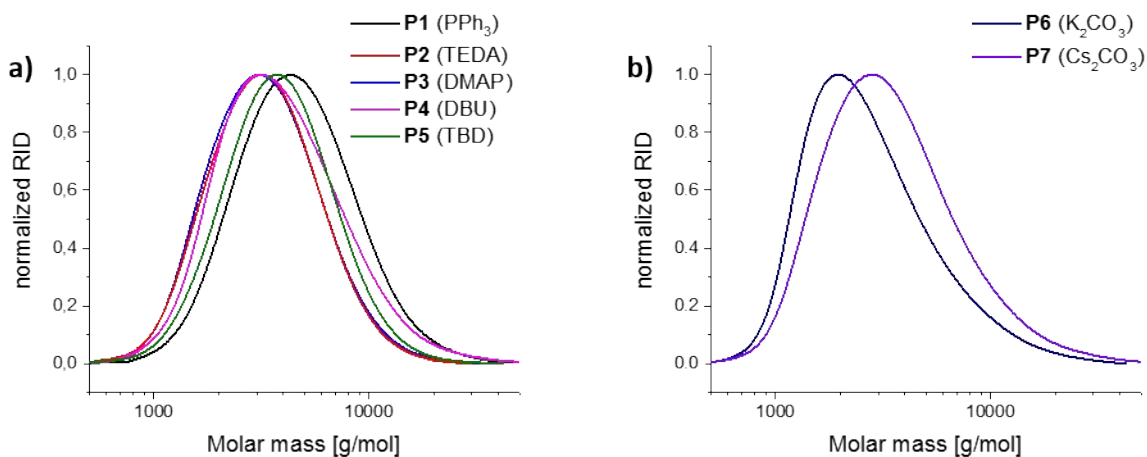 a)
P1 (PPh₃)
P2 (TEDA)
P3 (DMAP)
P4 (DBU)
P5 (TBD)
normalized RID
1,0
0,8
0,6
0,4
0,2
0,0
1000 10000
Molar mass [g/mol]
b)
P6 (K₂CO₃)
P7 (Cs₂CO₃)
normalized RID
1,0
0,8
0,6
0,4
0,2
0,0
1000 10000
Molar mass [g/mol]